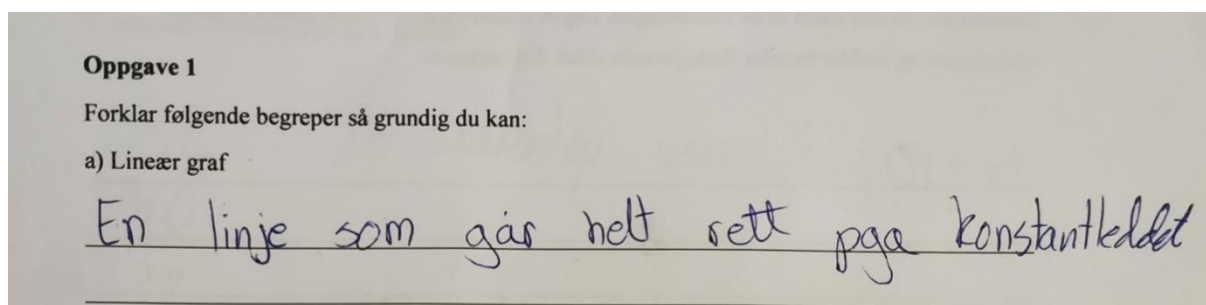 Oppgave 1
Forklar følgende begreper så grundig du kan:
a) Lineær graf
En linje som går helt rett pga konstantleddet